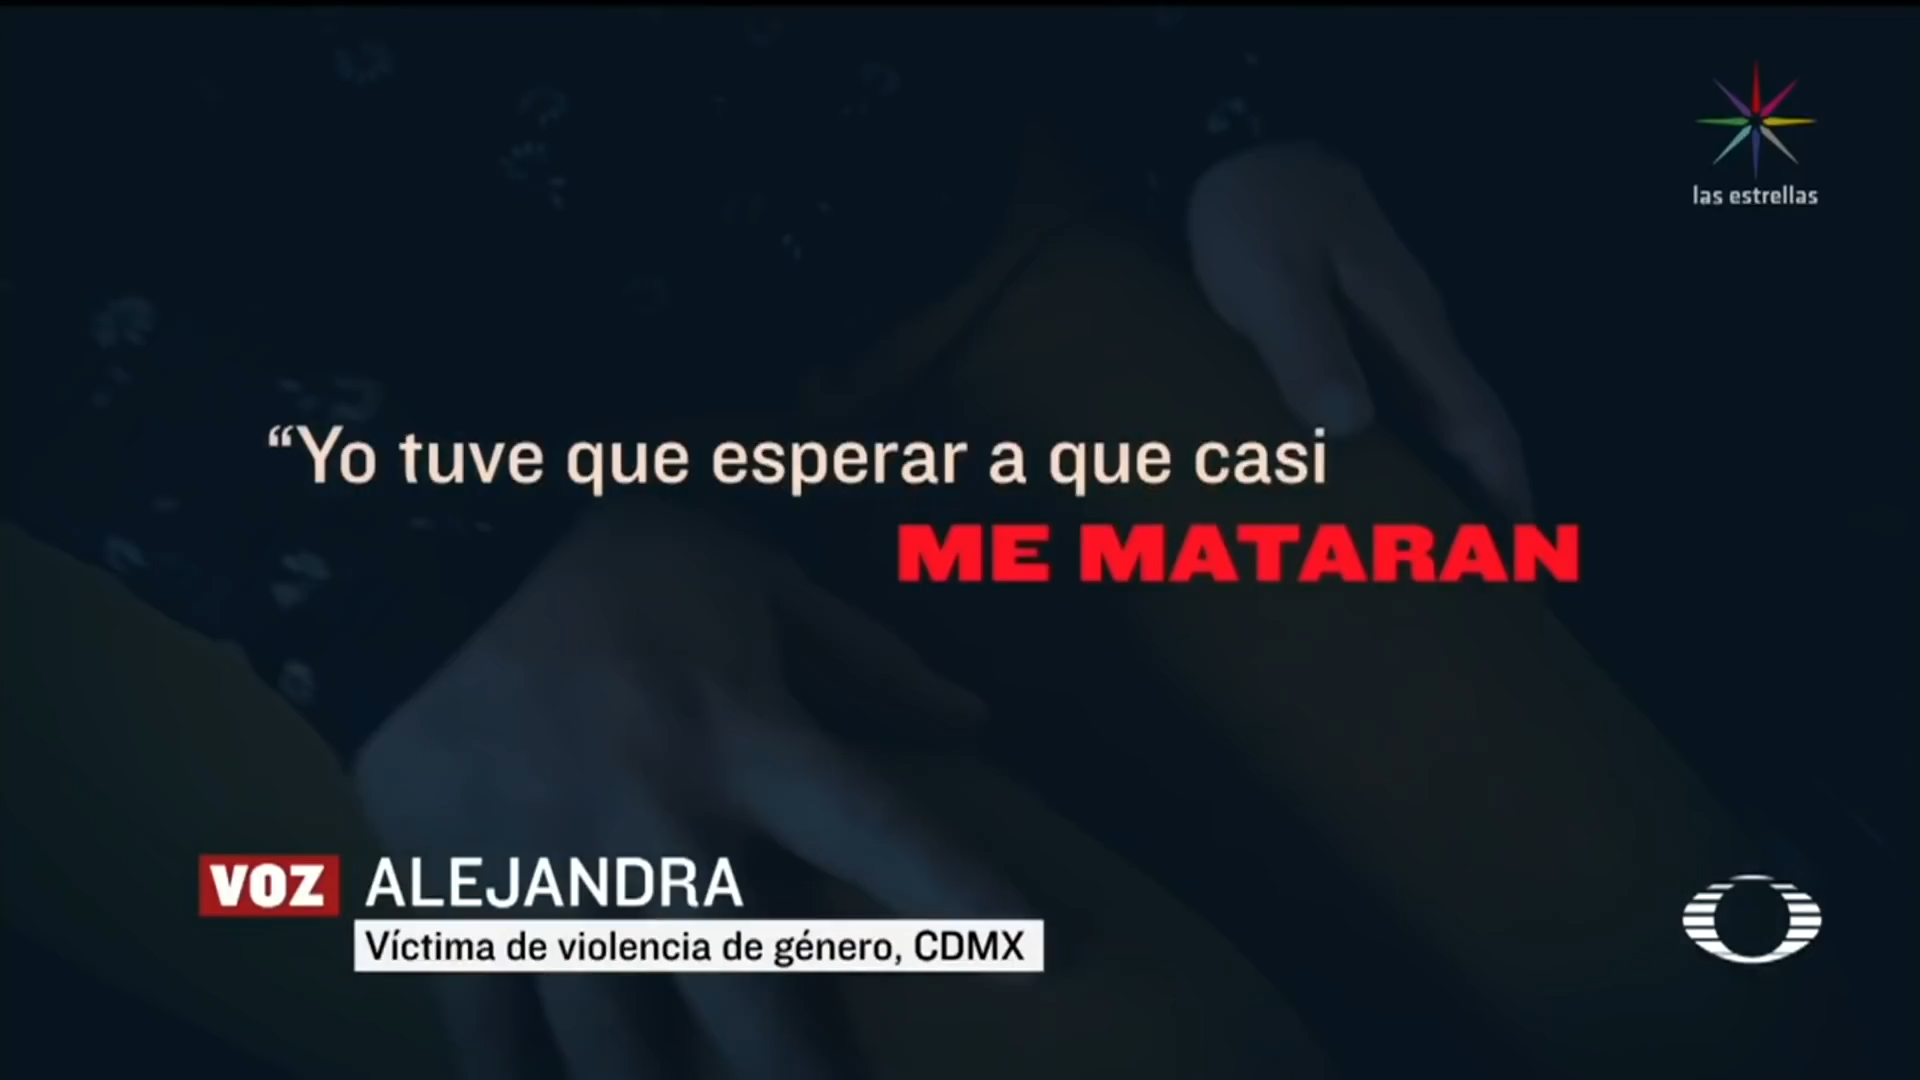 las estrellas
“Yo tuve que esperar a que casi
ME MATARAN
VOZ ALEJANDRA
Víctima de violencia de género, CDMX